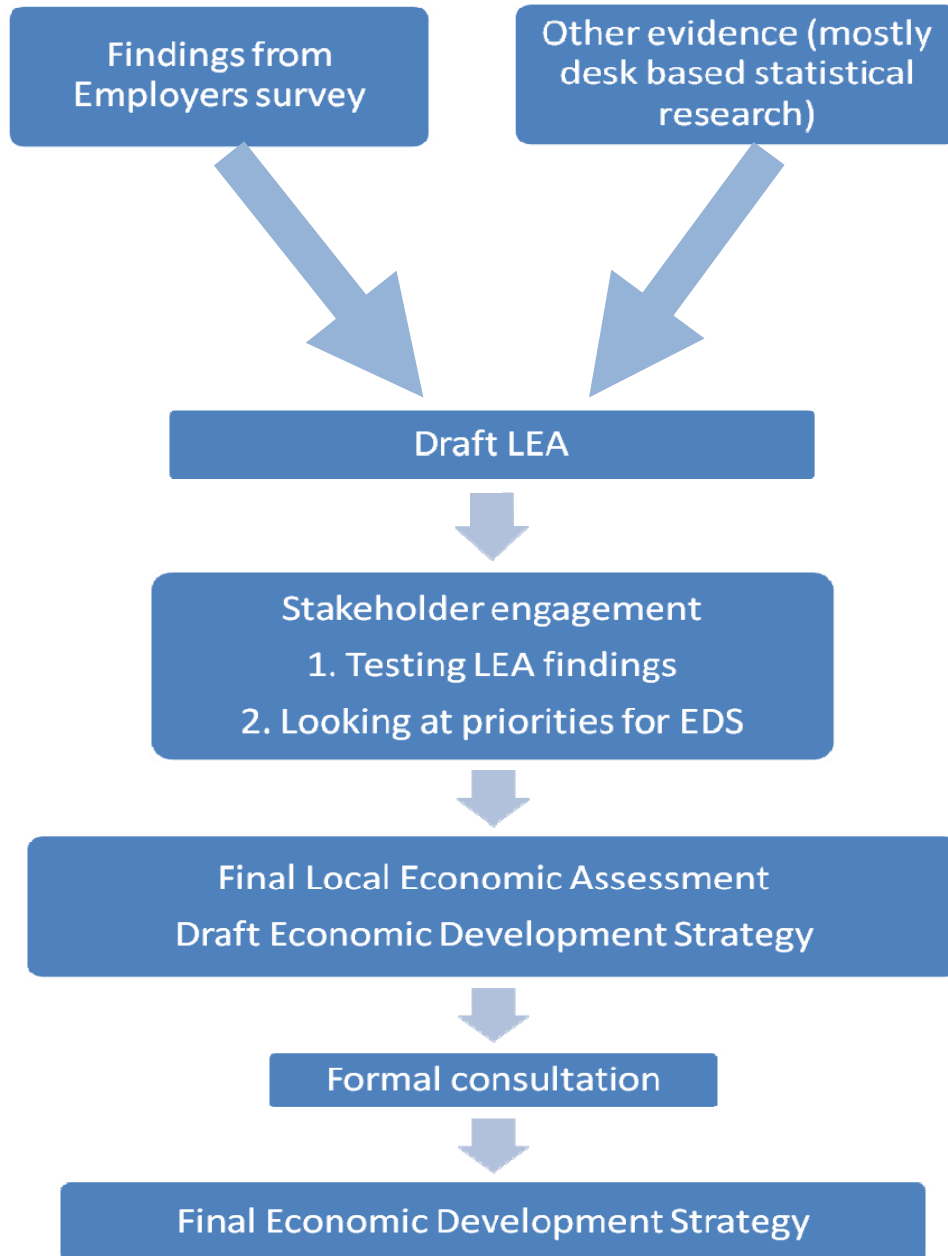 Findings from
Employers survey
Other evidence (mostly
desk based statistical
research)
Draft LEA
Stakeholder engagement
1. Testing LEA findings
2. Looking at priorities for EDS
Final Local Economic Assessment
Draft Economic Development Strategy
Formal consultation
Final Economic Development Strategy